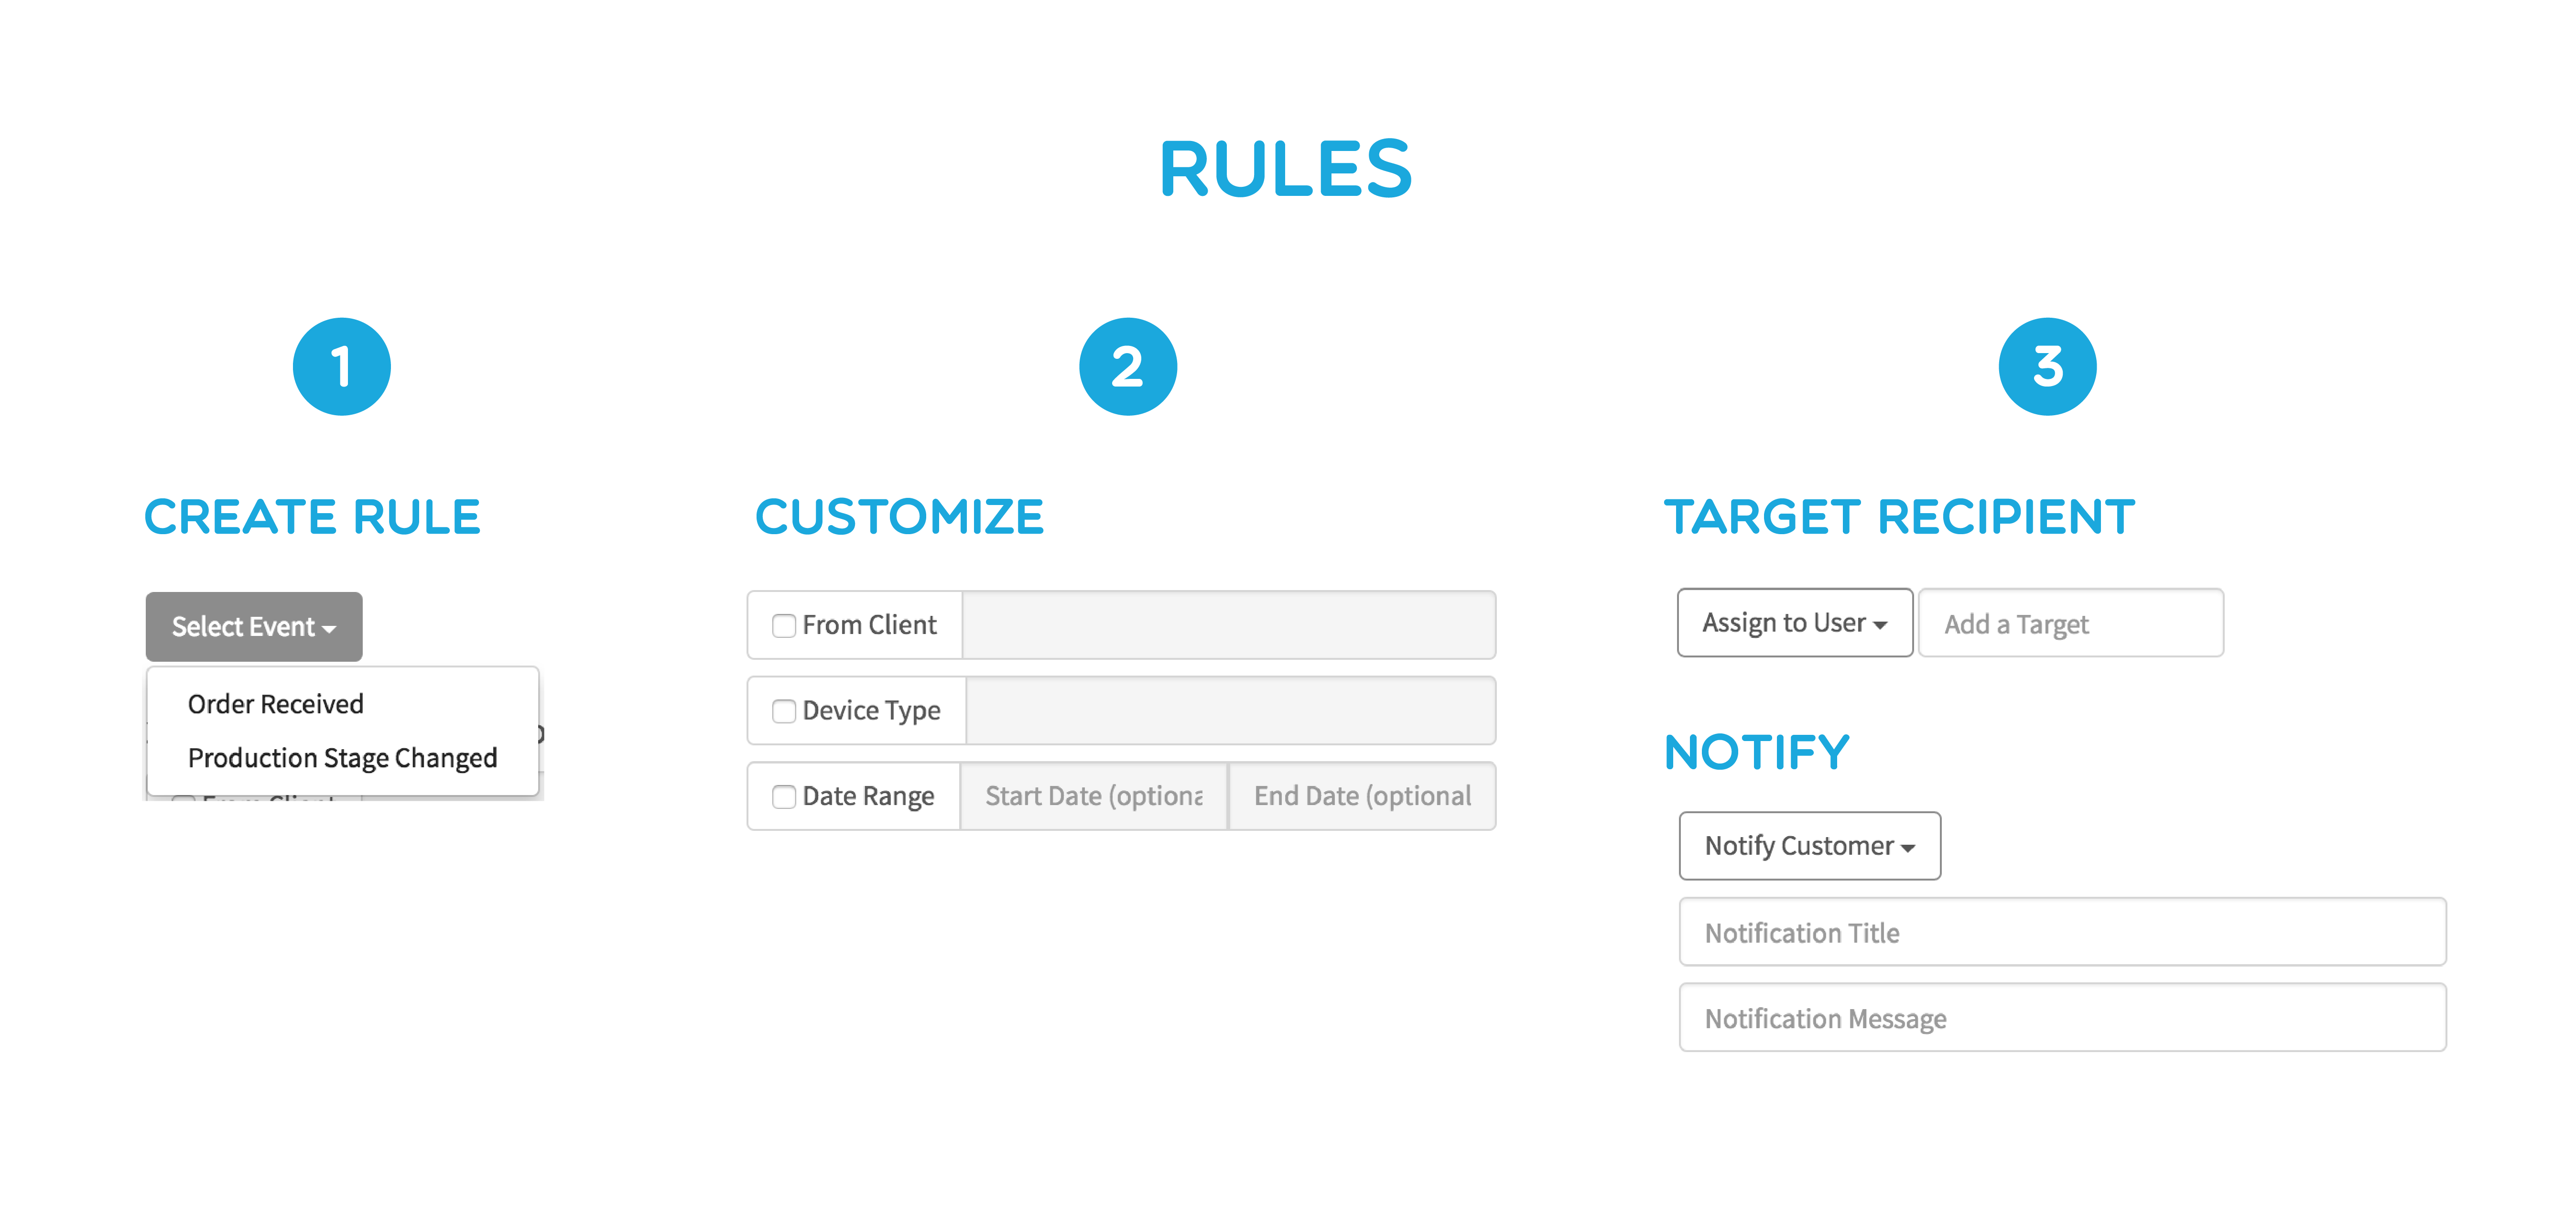 RULES
1
CREATE RULE
Select Event
Order Received
Production Stage Changed
From Client
2
CUSTOMIZE
From Client
Device Type
Date Range
Start Date (optiona
End Date (optional
3
TARGET RECIPIENT
Assign to User
Add a Target
NOTIFY
Notify Customer
Notification Title
Notification Message